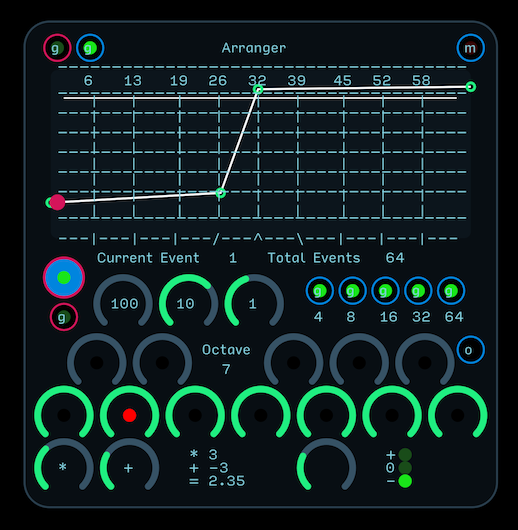 g g Arranger m
6 13 19 26 32 39 45 52 58
/ ^ \
Current Event 1 Total Events 64
100 10 1 g g g g g
g 4 8 16 32 64
Octave o
7
* + * 3 +
+ -3 0
= 2.35 -